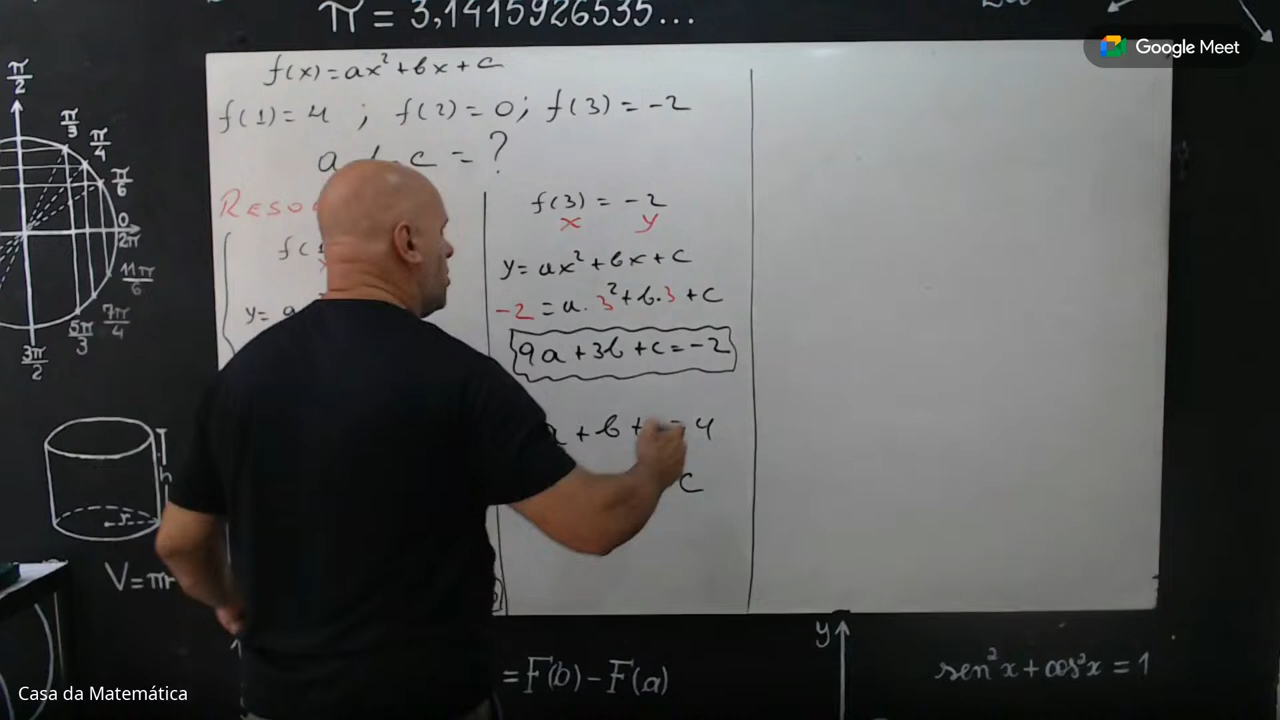 π = 3,1415926535...
Google Meet
f(x)=ax²+bx+c
f(1)=4 ; f(2)=0; f(3)=-2
a c = ?
π/2
π/3
π/4
π/6
0
2π
11π/6
7π/4
5π/3
3π/2
f(3) = -2
x y
y=ax²+bx+c
-2=a.3²+b.3+c
9a+3b+c=-2
+b+ =4
c
y=
h
r
V=πr
=F(b)-F(a)
y
sen²x+cos²x=1
Casa da Matemática